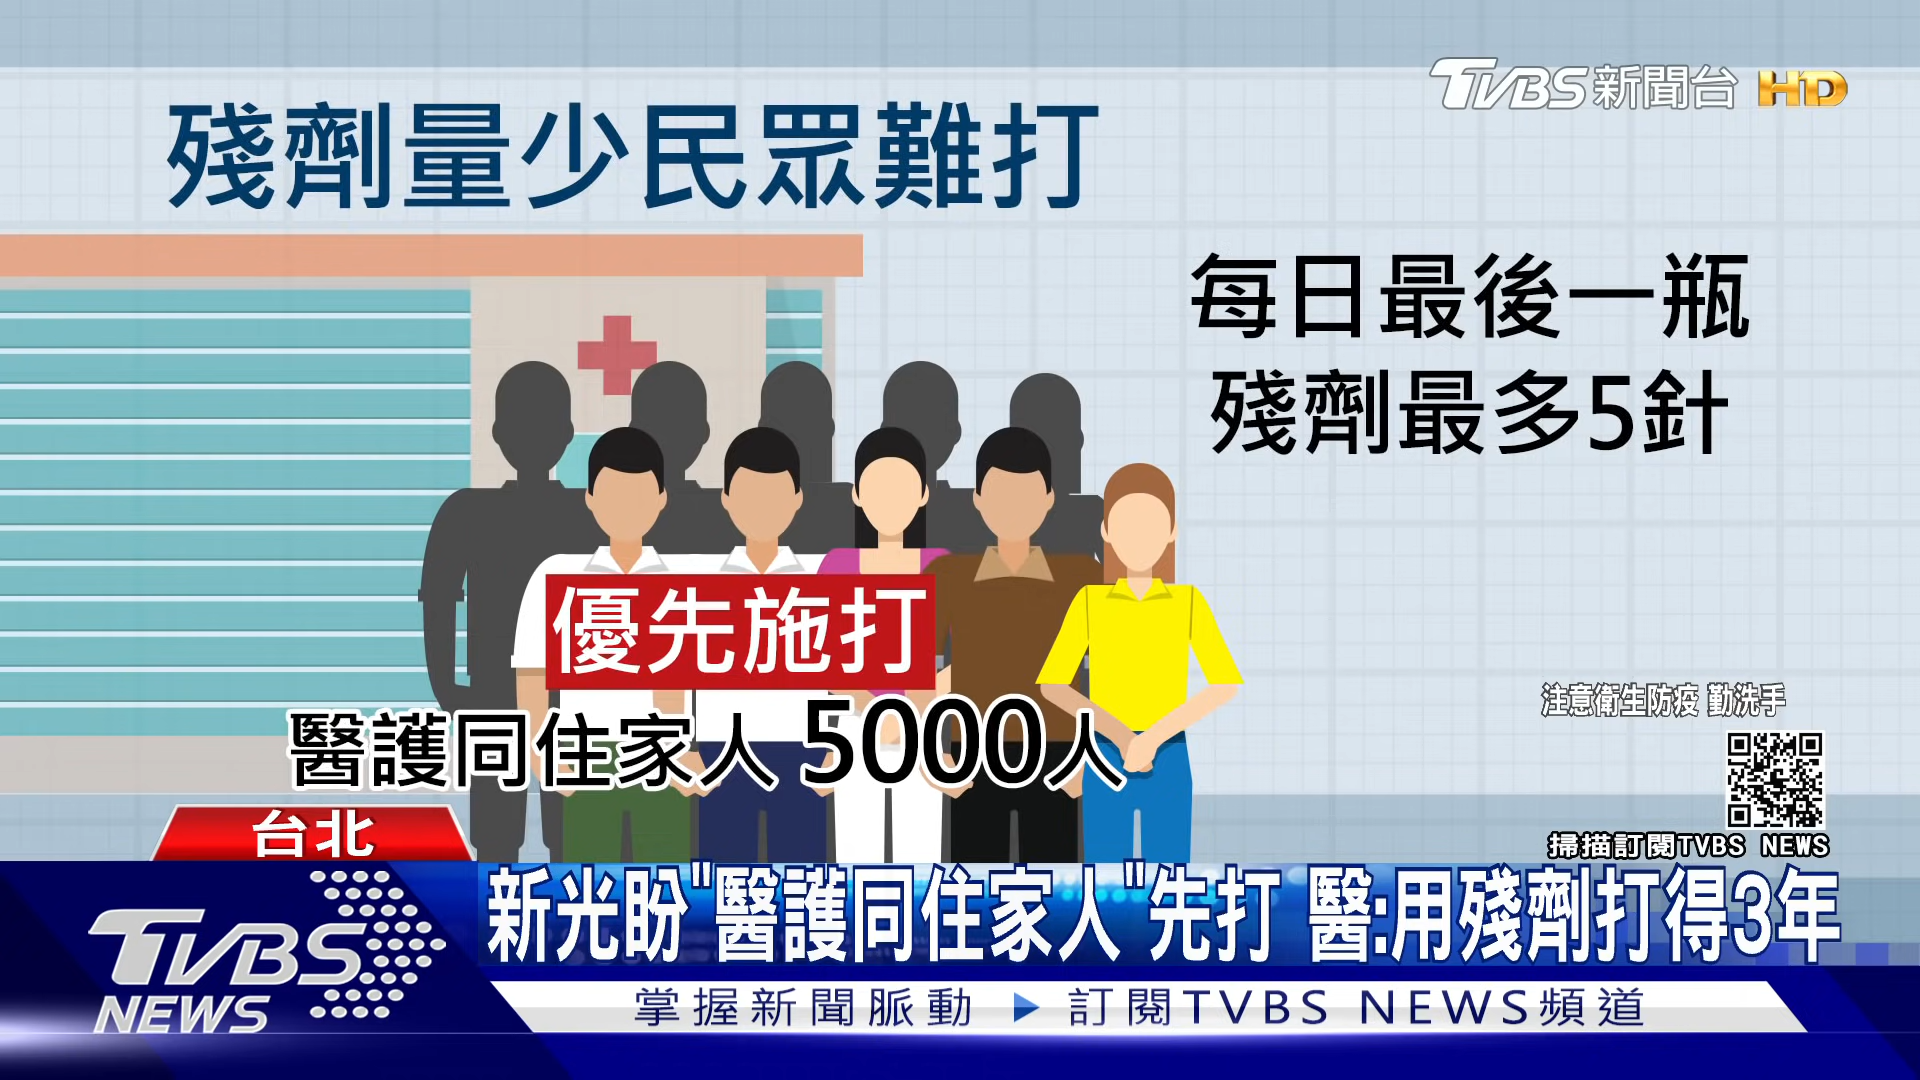 TVBS新聞台 HD
殘劑量少民眾難打
每日最後一瓶
殘劑最多5針
優先施打
醫護同住家人 5000人
注意衛生防疫 勤洗手
掃描訂閱TVBS NEWS
台北
新光盼"醫護同住家人"先打 醫:用殘劑打得3年
TVBS NEWS
掌握新聞脈動 ▶ 訂閱TVBS NEWS頻道